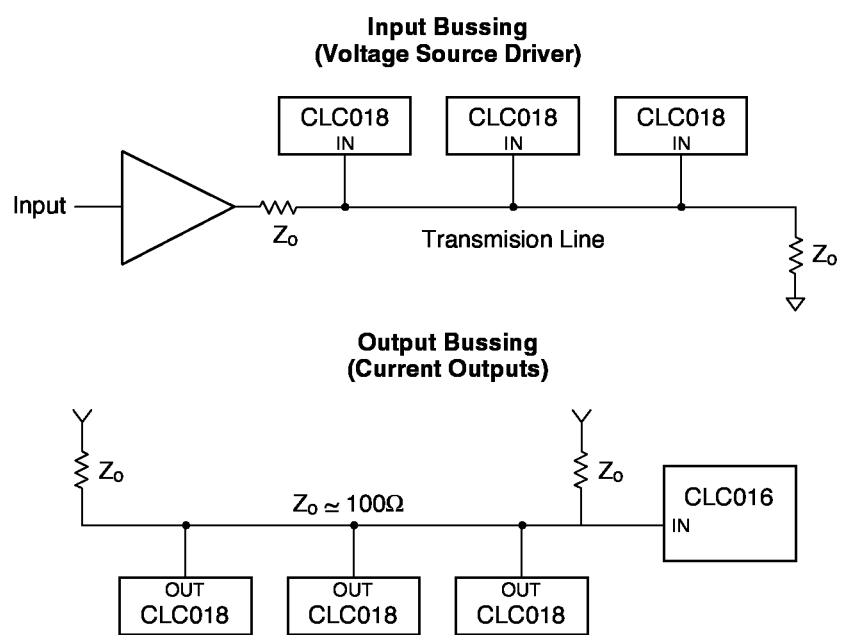 Input Bussing
(Voltage Source Driver)
CLC018
IN
CLC018
IN
CLC018
IN
Input
Zo
Transmision Line
Zo
Output Bussing
(Current Outputs)
Zo
Zo
Zo ≃ 100Ω
CLC016
IN
OUT
CLC018
OUT
CLC018
OUT
CLC018